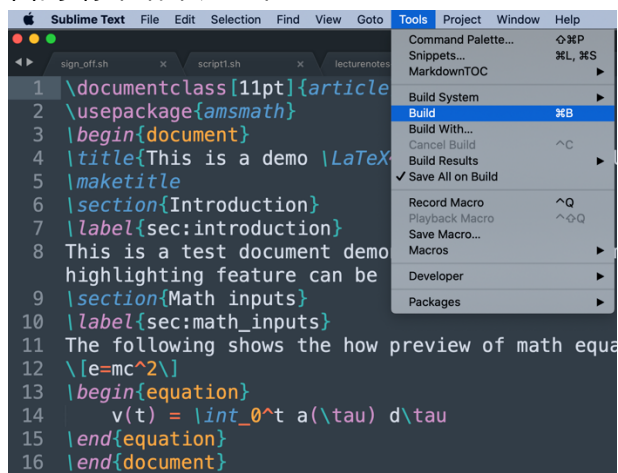 Sublime Text File Edit Selection Find View Goto Tools Project Window Help
sign_off.sh × script1.sh × lecturenotes
Command Palette... ⇧⌘P
Snippets... ⌘L, ⌘S
MarkdownTOC
Build System
Build ⌘B
Build With...
Cancel Build ^C
Build Results
✓ Save All on Build
Record Macro ^Q
Playback Macro ^⇧Q
Save Macro...
Macros
Developer
Packages
1 \documentclass[11pt]{article
2 \usepackage{amsmath}
3 \begin{document}
4 \title{This is a demo \LaTeX
5 \maketitle
6 \section{Introduction}
7 \label{sec:introduction}
8 This is a test document demo
highlighting feature can be
9 \section{Math inputs}
10 \label{sec:math_inputs}
11 The following shows the how preview of math equa
12 \[e=mc^2\]
13 \begin{equation}
14 v(t) = \int_0^t a(\tau) d\tau
15 \end{equation}
16 \end{document}